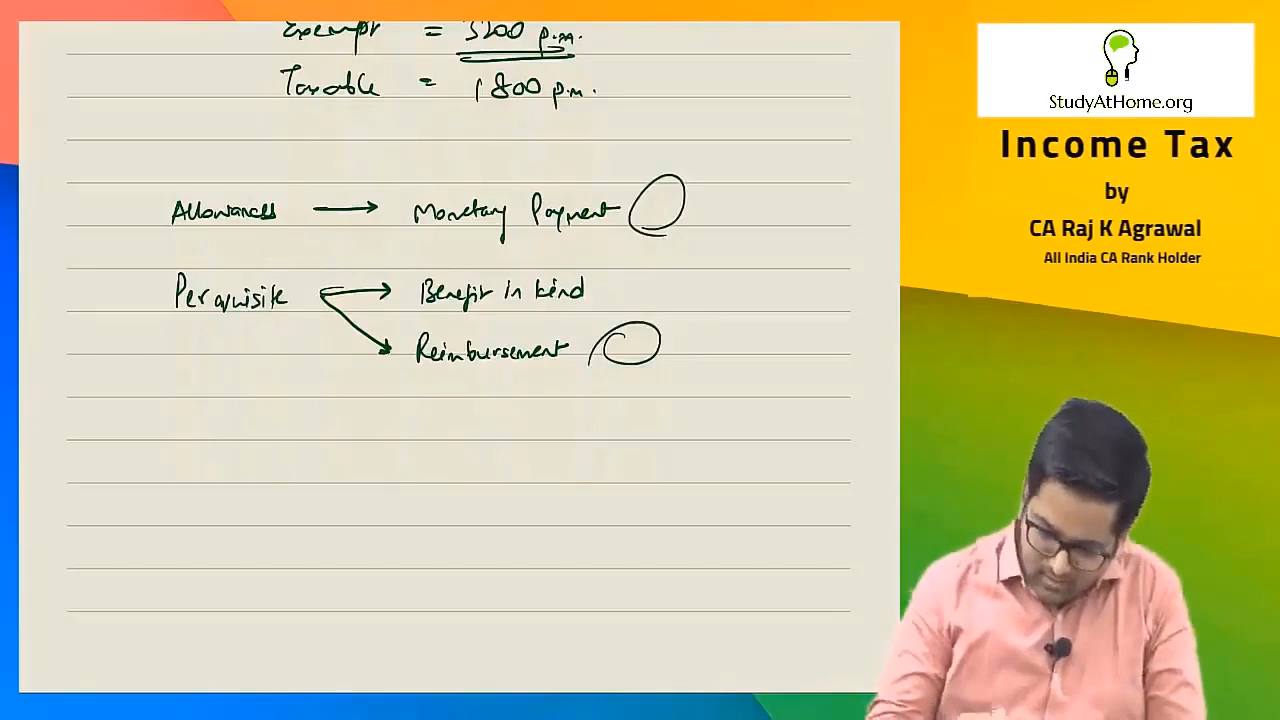 Exempt = 3200 p.m.
Taxable = 1800 p.m.
Allowances → Monetary Payment
Perquisite → Benefit in kind
→ Reimbursement
StudyAtHome.org
Income Tax
by
CA Raj K Agrawal
All India CA Rank Holder